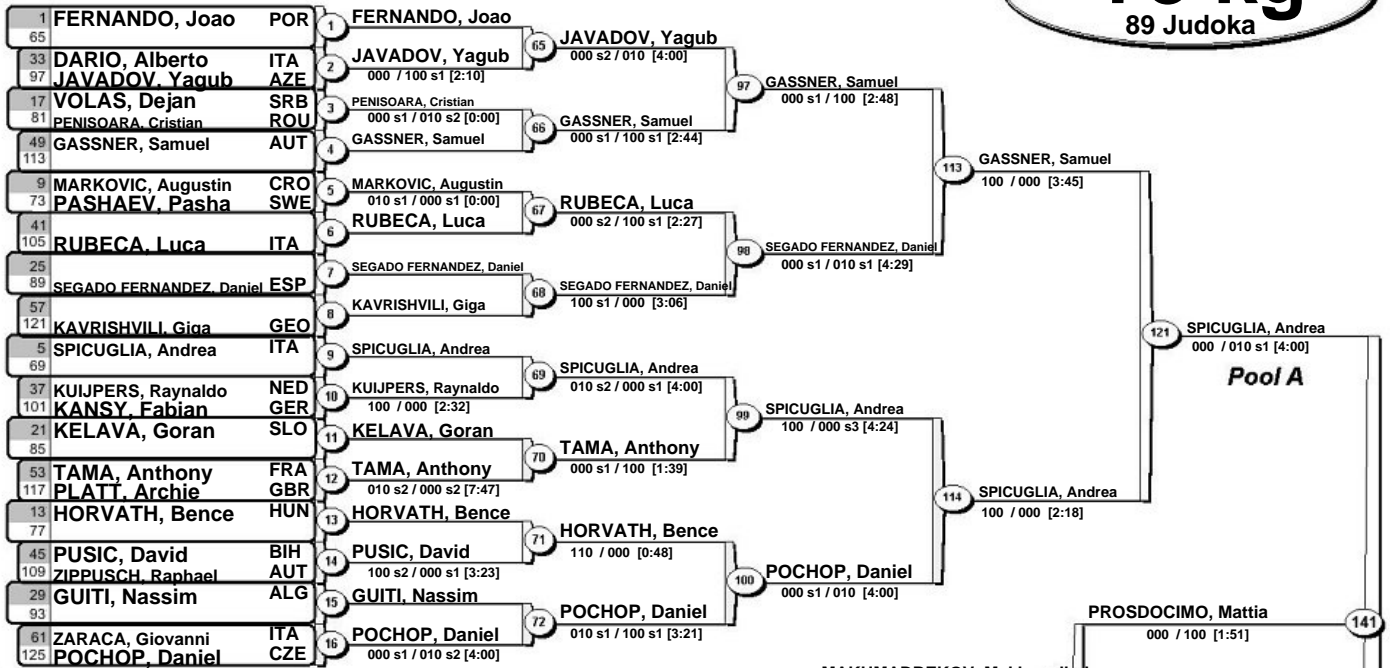 89 Judoka
1 FERNANDO, Joao POR
65
33 DARIO, Alberto ITA
97 JAVADOV, Yagub AZE
17 VOLAS, Dejan SRB
81 PENISOARA, Cristian ROU
49 GASSNER, Samuel AUT
113
9 MARKOVIC, Augustin CRO
73 PASHAEV, Pasha SWE
41
105 RUBECA, Luca ITA
25
89 SEGADO FERNANDEZ, Daniel ESP
57
121 KAVRISHVILI, Giga GEO
5 SPICUGLIA, Andrea ITA
69
37 KUIJPERS, Raynaldo NED
101 KANSY, Fabian GER
21 KELAVA, Goran SLO
85
53 TAMA, Anthony FRA
117 PLATT, Archie GBR
13 HORVATH, Bence HUN
77
45 PUSIC, David BIH
109 ZIPPUSCH, Raphael AUT
29 GUITI, Nassim ALG
93
61 ZARACA, Giovanni ITA
125 POCHOP, Daniel CZE
1 FERNANDO, Joao
2 JAVADOV, Yagub
000 / 100 s1 [2:10]
3 PENISOARA, Cristian
000 s1 / 010 s2 [0:00]
4 GASSNER, Samuel
5 MARKOVIC, Augustin
010 s1 / 000 s1 [0:00]
6 RUBECA, Luca
7 SEGADO FERNANDEZ, Daniel
8 KAVRISHVILI, Giga
9 SPICUGLIA, Andrea
10 KUIJPERS, Raynaldo
100 / 000 [2:32]
11 KELAVA, Goran
12 TAMA, Anthony
010 s2 / 000 s2 [7:47]
13 HORVATH, Bence
14 PUSIC, David
100 s2 / 000 s1 [3:23]
15 GUITI, Nassim
16 POCHOP, Daniel
000 s1 / 010 s2 [4:00]
65 JAVADOV, Yagub
000 s2 / 010 [4:00]
66 GASSNER, Samuel
000 s1 / 100 s1 [2:44]
67 RUBECA, Luca
000 s2 / 100 s1 [2:27]
68 SEGADO FERNANDEZ, Daniel
100 s1 / 000 [3:06]
69 SPICUGLIA, Andrea
010 s2 / 000 s1 [4:00]
70 TAMA, Anthony
000 s1 / 100 [1:39]
71 HORVATH, Bence
110 / 000 [0:48]
72 POCHOP, Daniel
010 s1 / 100 s1 [3:21]
97 GASSNER, Samuel
000 s1 / 100 [2:48]
98 SEGADO FERNANDEZ, Daniel
000 s1 / 010 s1 [4:29]
99 SPICUGLIA, Andrea
100 / 000 s3 [4:24]
100 POCHOP, Daniel
000 s1 / 010 [4:00]
113 GASSNER, Samuel
100 / 000 [3:45]
114 SPICUGLIA, Andrea
100 / 000 [2:18]
121 SPICUGLIA, Andrea
000 / 010 s1 [4:00]
Pool A
PROSDOCIMO, Mattia 141
000 / 100 [1:51]